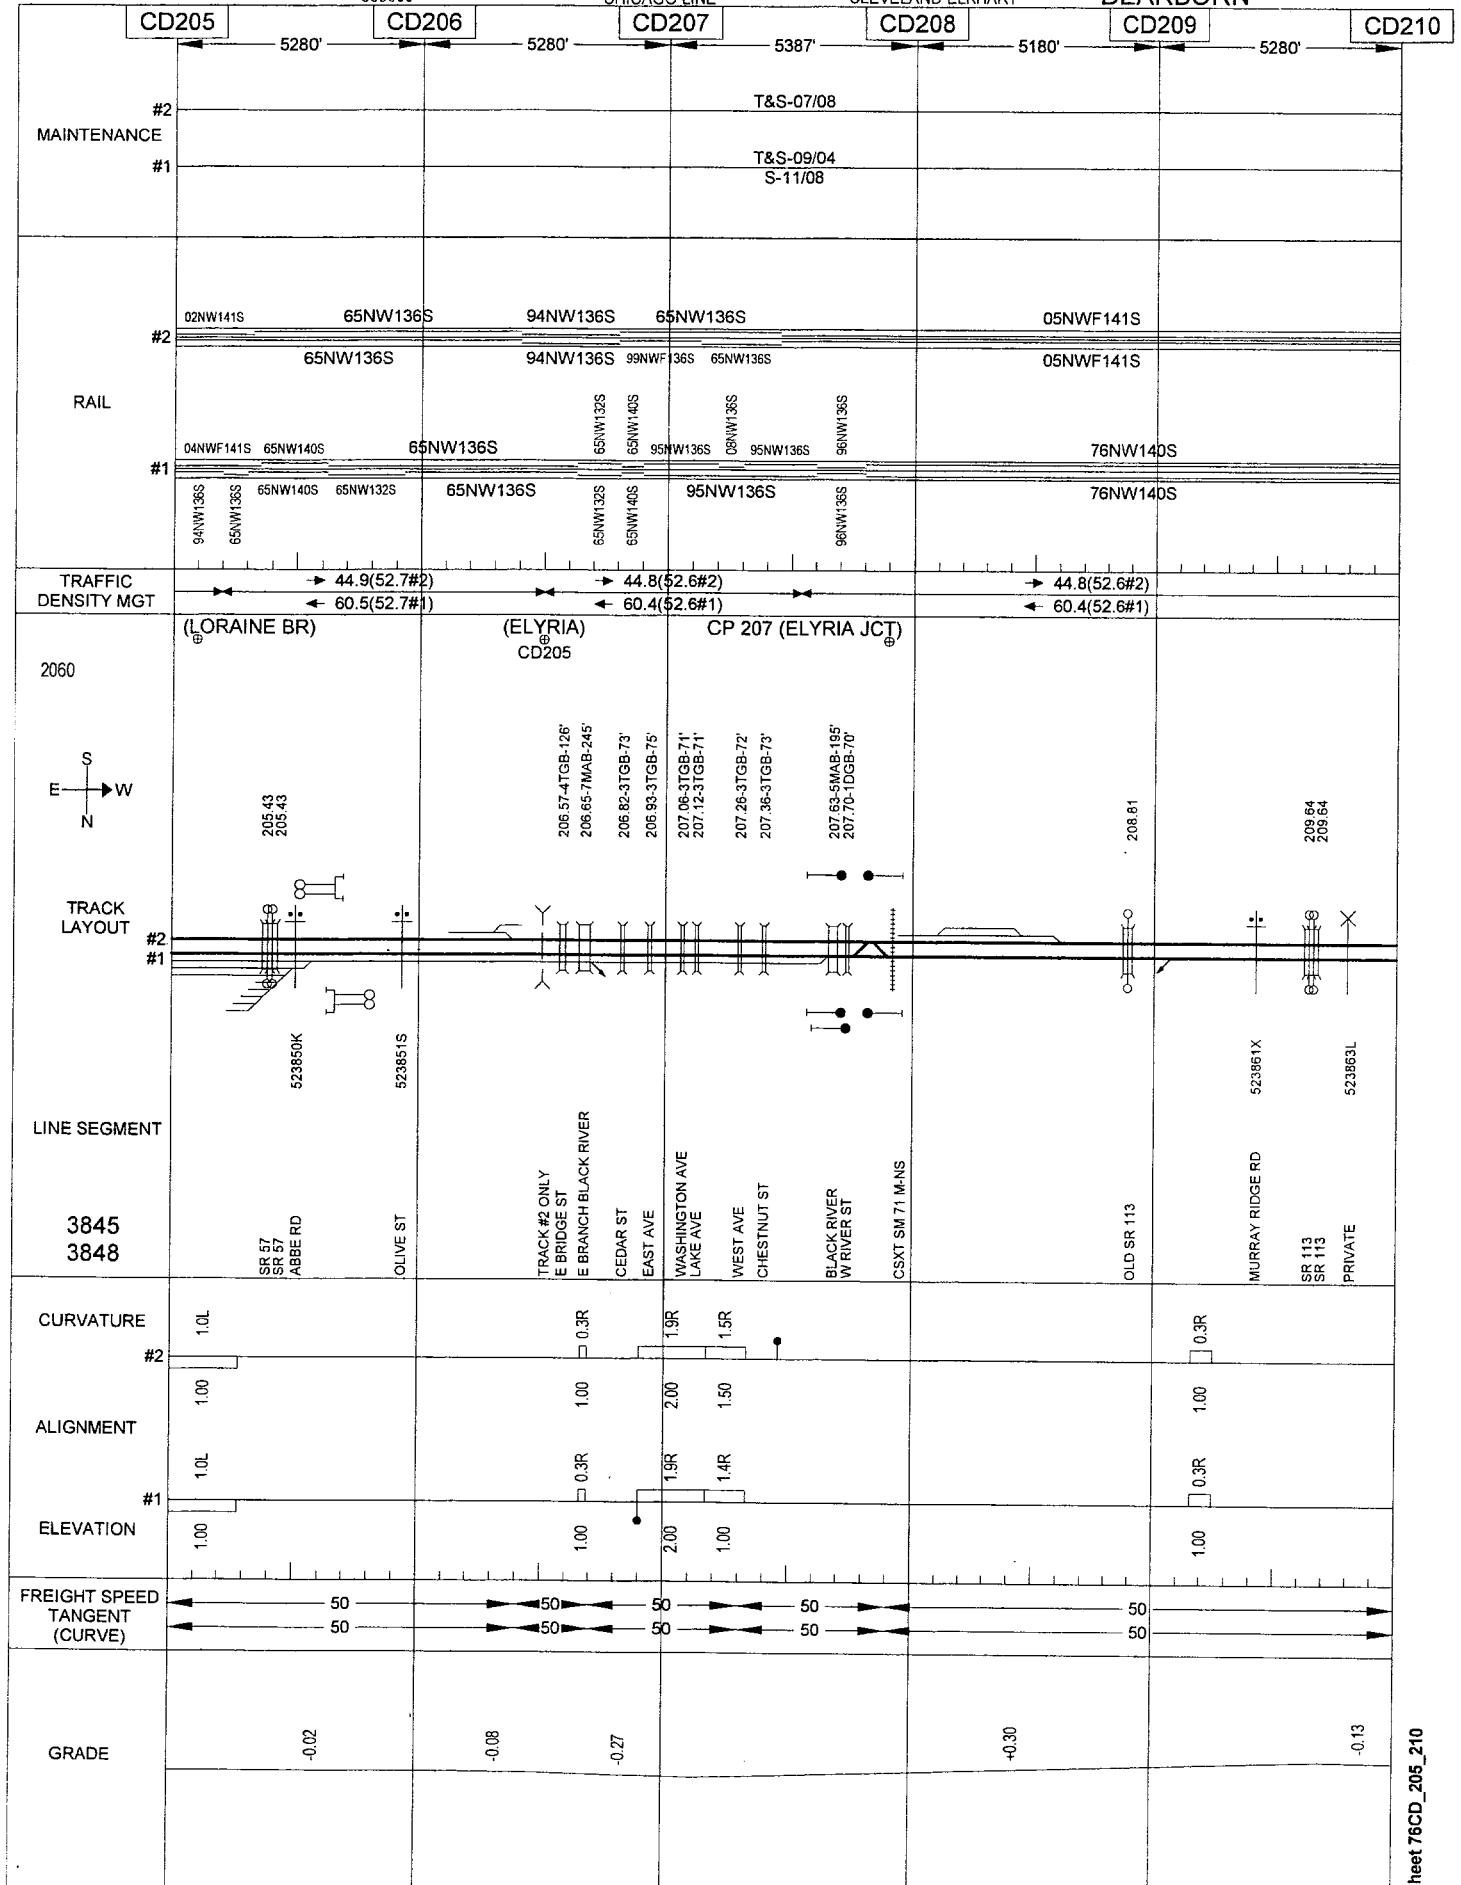 CHICAGO LINE CLEVELAND-ELKHART DEARBORN
CD205 CD206 CD207 CD208 CD209 CD210
5280' 5280' 5387' 5180' 5280'
MAINTENANCE
#2 T&S-07/08
#1 T&S-09/04
S-11/08
RAIL
02NW141S 65NW136S 94NW136S 65NW136S 05NWF141S
#2
65NW136S 94NW136S 99NWF136S 65NW136S 05NWF141S
04NWF141S 65NW140S 65NW136S 65NW132S 65NW140S 95NW136S 08NW136S 95NW136S 96NW136S 76NW140S
#1
94NW136S 65NW136S 65NW140S 65NW132S 65NW136S 65NW132S 65NW140S 95NW136S 96NW136S 76NW140S
TRAFFIC
DENSITY MGT
44.9(52.7#2) 44.8(52.6#2) 44.8(52.6#2)
60.5(52.7#1) 60.4(52.6#1) 60.4(52.6#1)
(LORAINE BR) (ELYRIA) CP 207 (ELYRIA JCT)
CD205
2060
S
E W
N
205.43
205.43
206.57-4TGB-126'
206.65-7MAB-245'
206.82-3TGB-73'
206.93-3TGB-75'
207.06-3TGB-71'
207.12-3TGB-71'
207.26-3TGB-72'
207.36-3TGB-73'
207.63-5MAB-195'
207.70-1DGB-70'
208.81
209.64
209.64
TRACK
LAYOUT
#2
#1
523850K
523851S
523861X
523863L
LINE SEGMENT
3845
3848
SR 57
SR 57
ABBE RD
OLIVE ST
TRACK #2 ONLY
E BRIDGE ST
E BRANCH BLACK RIVER
CEDAR ST
EAST AVE
WASHINGTON AVE
LAKE AVE
WEST AVE
CHESTNUT ST
BLACK RIVER
W RIVER ST
CSXT SM 71 M-NS
OLD SR 113
MURRAY RIDGE RD
SR 113
SR 113
PRIVATE
CURVATURE
1.0L 0.3R 1.9R 1.5R 0.3R
#2
1.00 1.00 2.00 1.50 1.00
ALIGNMENT
1.0L 0.3R 1.9R 1.4R 0.3R
#1
ELEVATION
1.00 1.00 2.00 1.00 1.00
FREIGHT SPEED
TANGENT
(CURVE)
50 50 50 50 50
50 50 50 50 50
GRADE
-0.02 -0.08 -0.27 +0.30 -0.13
heet 76CD_205_210